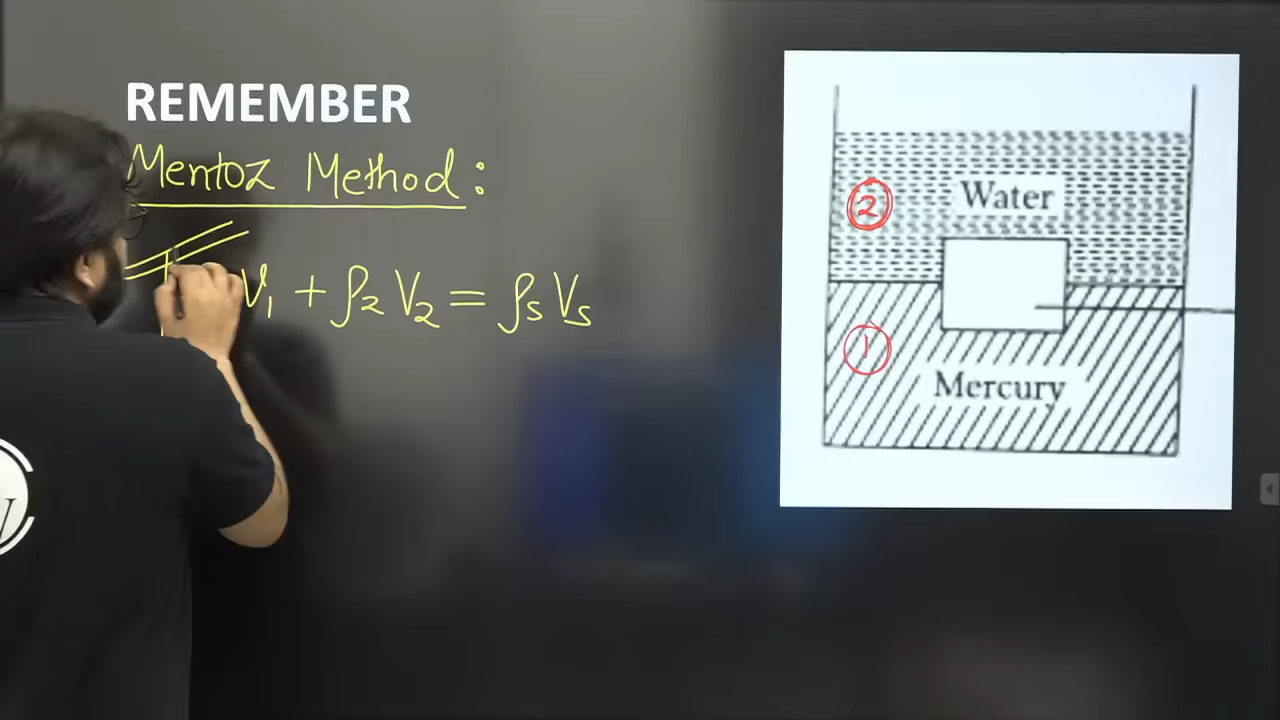 REMEMBER
Mentoz Method :
V₁ + ρ₂ V₂ = ρs Vs
Water
②
①
Mercury